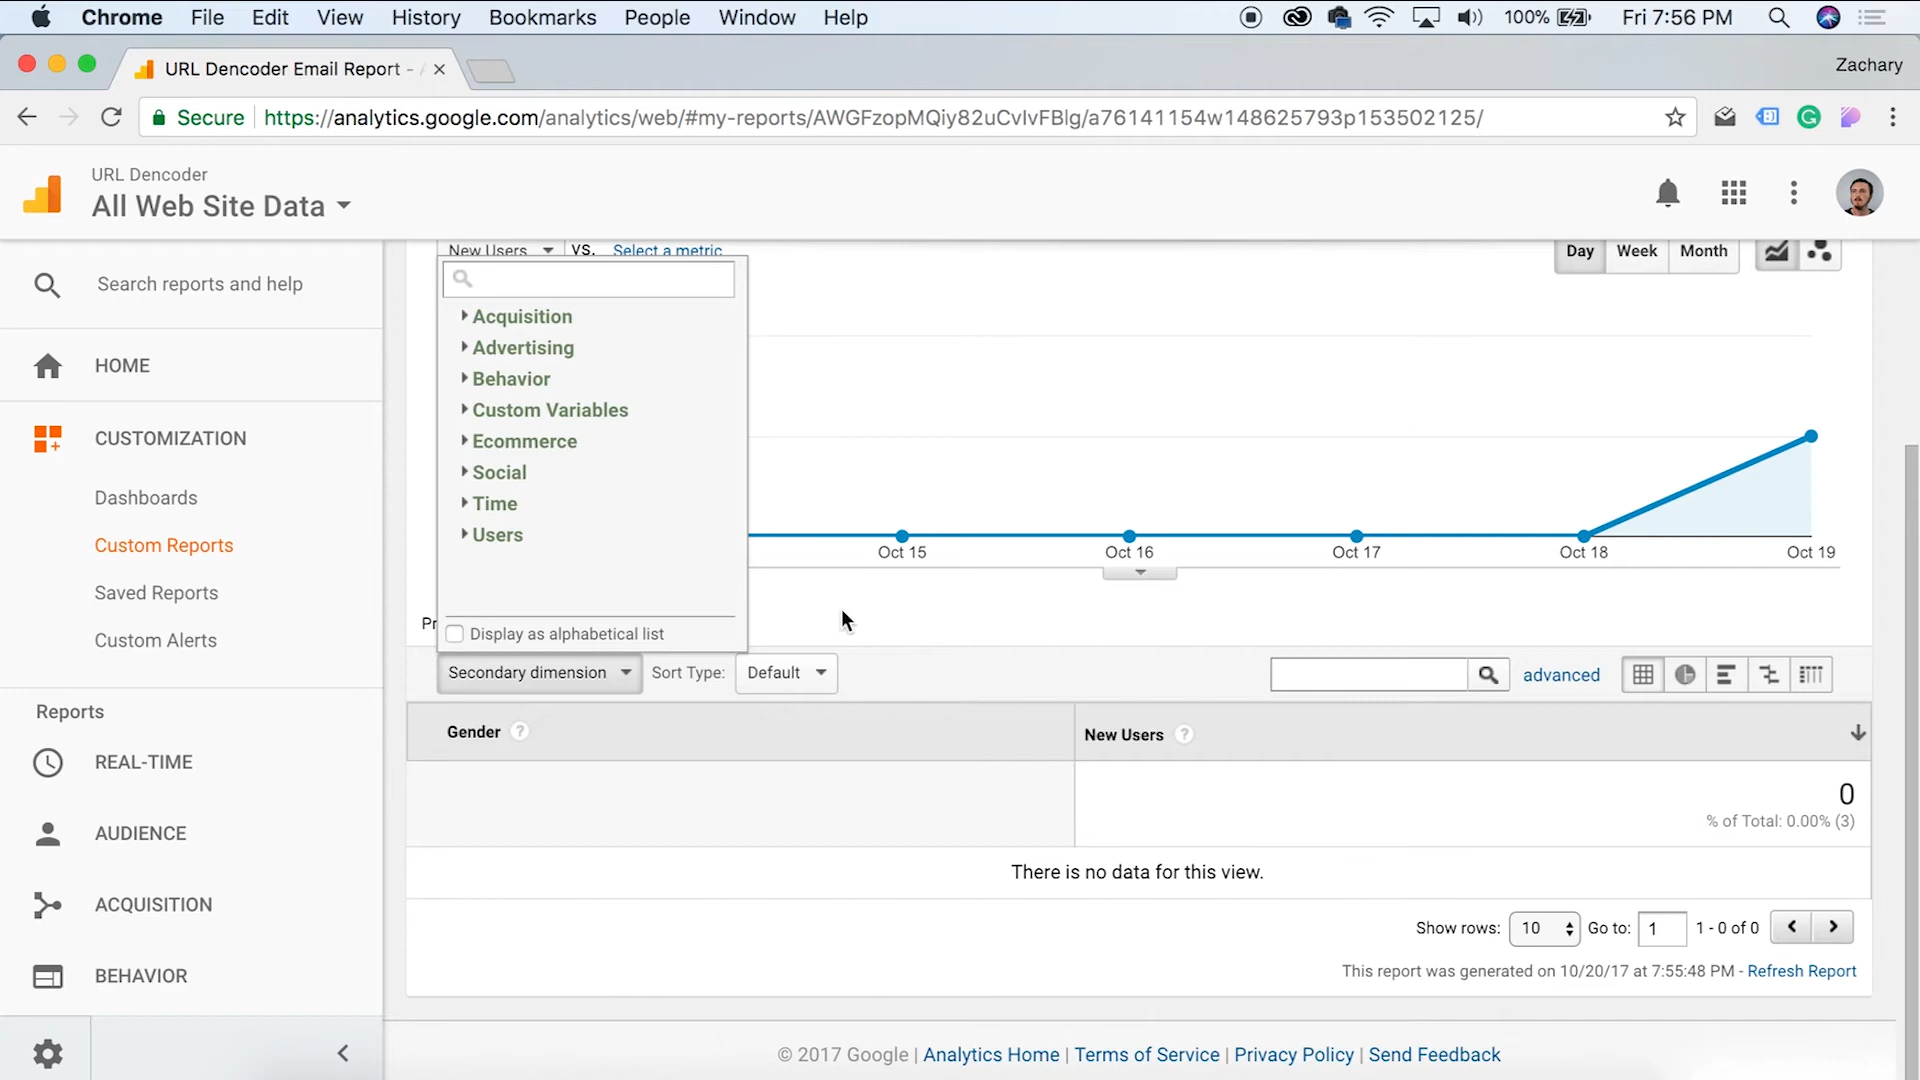 Chrome File Edit View History Bookmarks People Window Help 100% Fri 7:56 PM
URL Dencoder Email Report -
Zachary
Secure https://analytics.google.com/analytics/web/#my-reports/AWGFzopMQiy82uCvIvFBlg/a76141154w148625793p153502125/
URL Dencoder
All Web Site Data
New Users VS. Select a metric
Day Week Month
Search reports and help
HOME
CUSTOMIZATION
Dashboards
Custom Reports
Saved Reports
Custom Alerts
Reports
REAL-TIME
AUDIENCE
ACQUISITION
BEHAVIOR
Acquisition
Advertising
Behavior
Custom Variables
Ecommerce
Social
Time
Users
Display as alphabetical list
Oct 15 Oct 16 Oct 17 Oct 18 Oct 19
Pr
Secondary dimension Sort Type: Default
advanced
Gender ? New Users ?
0
% of Total: 0.00% (3)
There is no data for this view.
Show rows: 10 Go to: 1 1 - 0 of 0
This report was generated on 10/20/17 at 7:55:48 PM - Refresh Report
© 2017 Google | Analytics Home | Terms of Service | Privacy Policy | Send Feedback